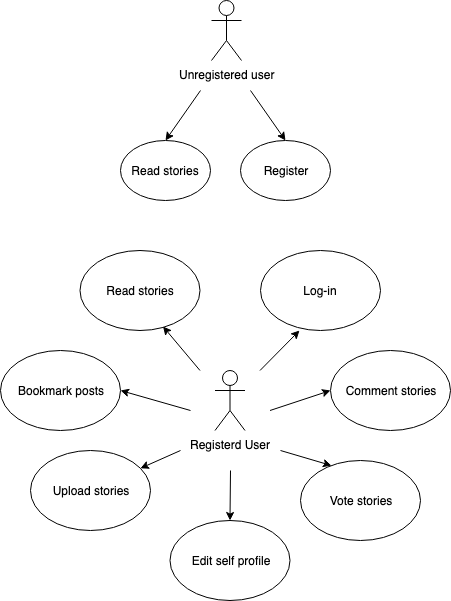 Unregistered user
Read stories
Register
Read stories
Log-in
Bookmark posts
Comment stories
Registerd User
Upload stories
Vote stories
Edit self profile